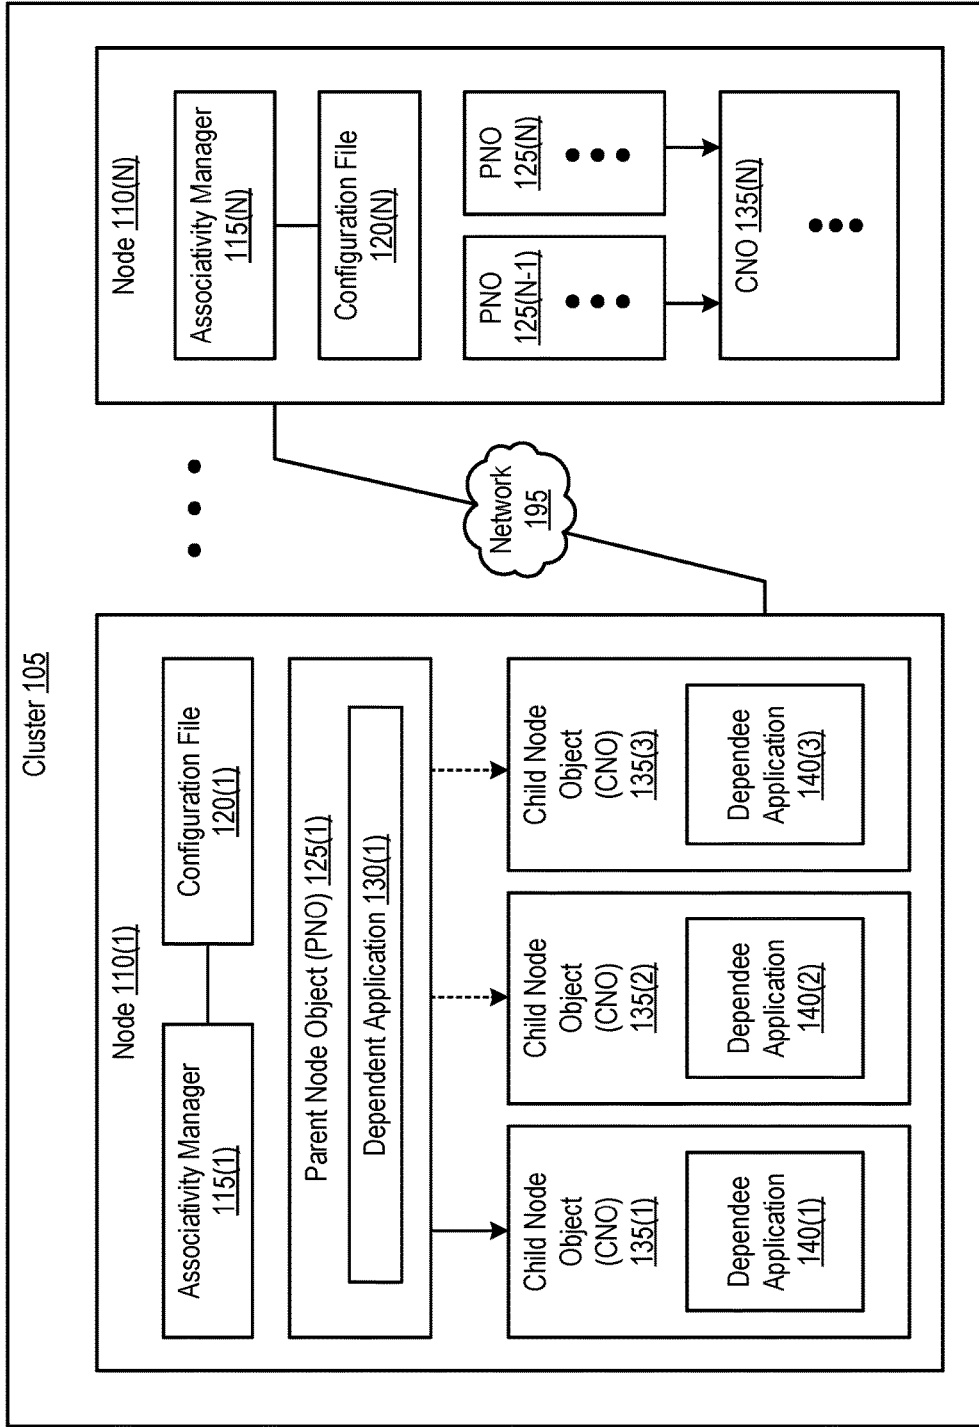 Cluster 105
Node 110(1)
Associativity Manager
115(1)
Configuration File
120(1)
Parent Node Object (PNO) 125(1)
Dependent Application 130(1)
Child Node
Object
(CNO)
135(1)
Dependee
Application
140(1)
Child Node
Object
(CNO)
135(2)
Dependee
Application
140(2)
Child Node
Object
(CNO)
135(3)
Dependee
Application
140(3)
Network
195
Node 110(N)
Associativity Manager
115(N)
Configuration File
120(N)
PNO
125(N-1)
PNO
125(N)
CNO 135(N)